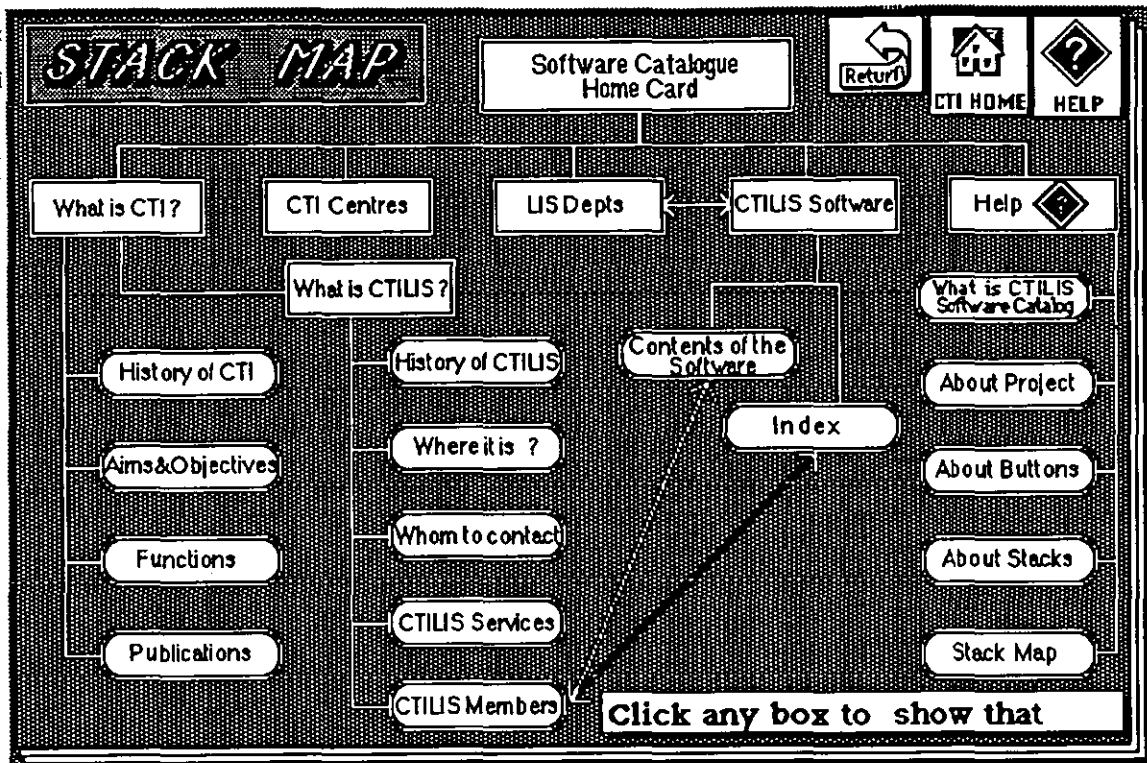 STACK MAP
Software Catalogue
Home Card
Return
CTI HOME
HELP
What is CTI?
CTI Centres
LIS Depts
CTILIS Software
Help
What is CTILIS?
What is CTILIS
Software Catalog
History of CTI
History of CTILIS
Contents of the
Software
About Project
Index
Aims&Objectives
Where it is ?
About Buttons
Functions
Whom to contact
About Stacks
Publications
CTILIS Services
Stack Map
CTILIS Members
Click any box to show that